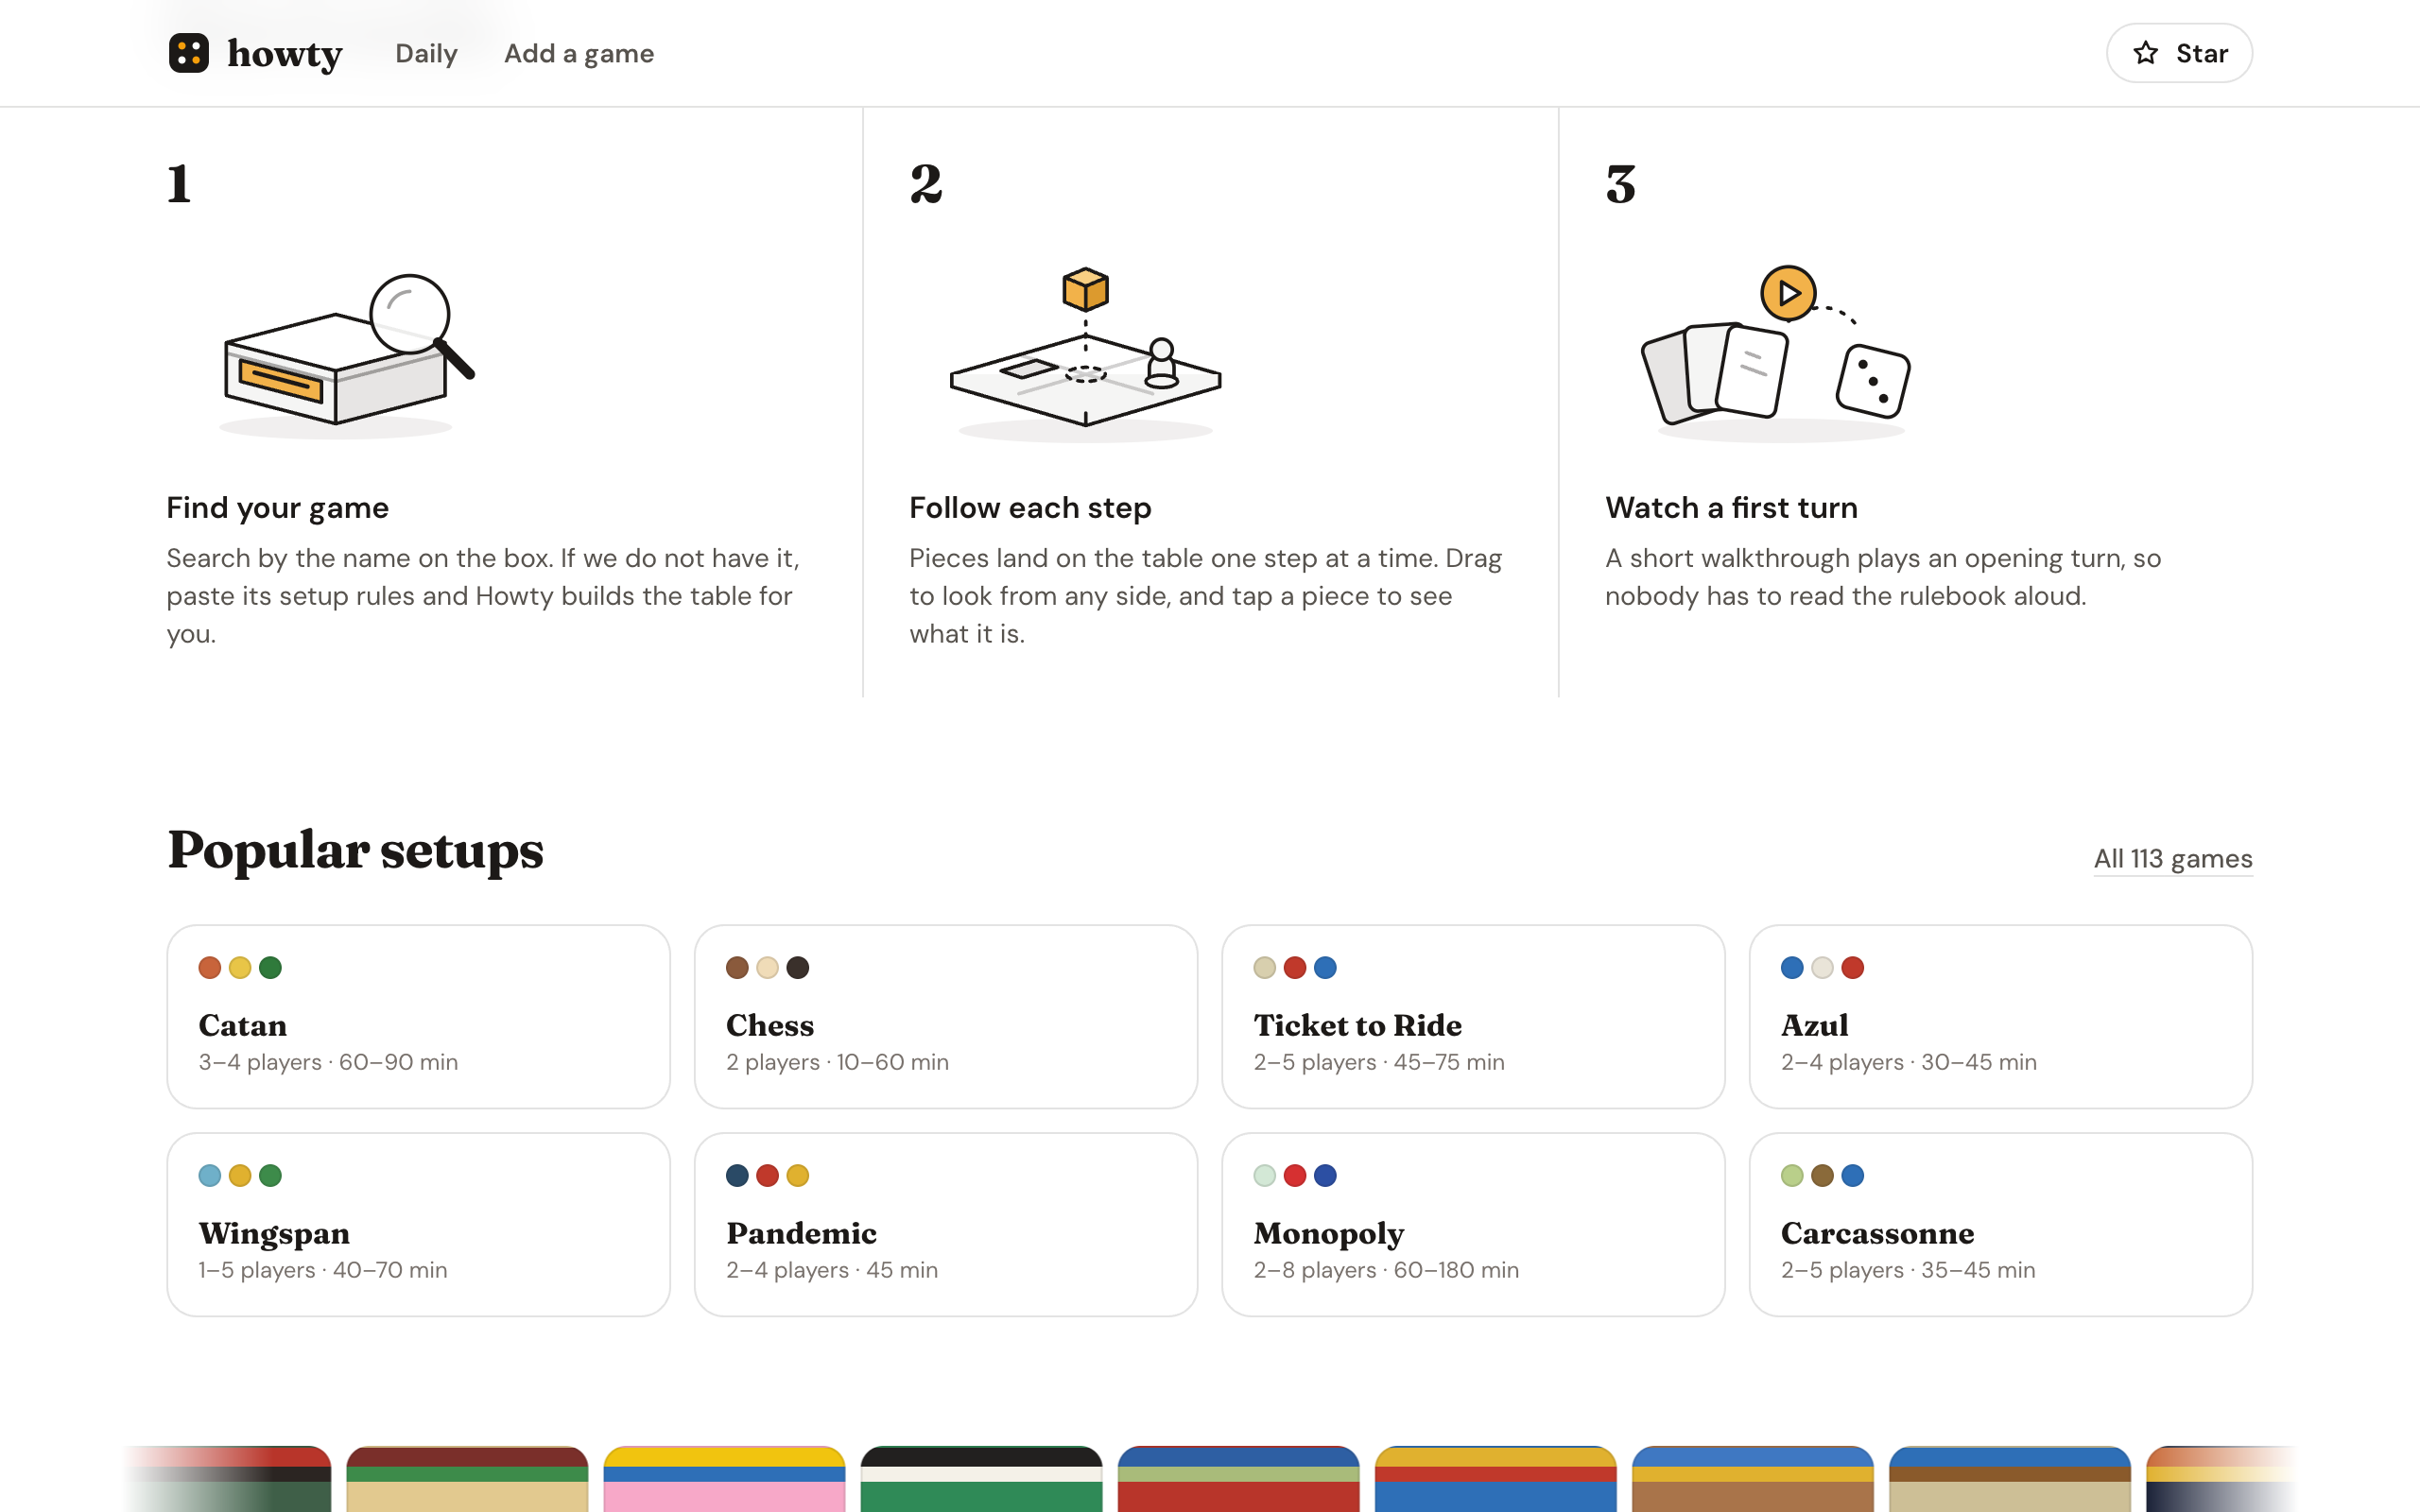 howty
Daily
Add a game
Star
1
2
3
Find your game
Search by the name on the box. If we do not have it,
paste its setup rules and Howty builds the table for
you.
Follow each step
Pieces land on the table one step at a time. Drag
to look from any side, and tap a piece to see
what it is.
Watch a first turn
A short walkthrough plays an opening turn, so
nobody has to read the rulebook aloud.
Popular setups
All 113 games
Catan
3–4 players · 60–90 min
Chess
2 players · 10–60 min
Ticket to Ride
2–5 players · 45–75 min
Azul
2–4 players · 30–45 min
Wingspan
1–5 players · 40–70 min
Pandemic
2–4 players · 45 min
Monopoly
2–8 players · 60–180 min
Carcassonne
2–5 players · 35–45 min